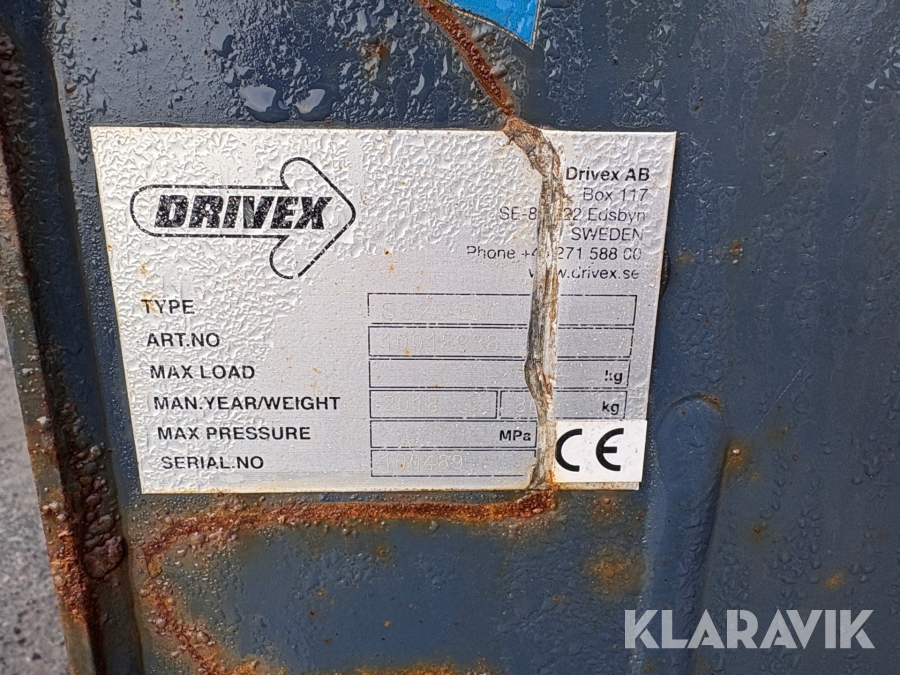 DRIVEX
Drivex AB
Box 117
Edsbyn
SWEDEN
Phone 271 588 00
www.drivex.se
TYPE
ART.NO
MAX LOAD kg
MAN.YEAR/WEIGHT 2018 kg
MAX PRESSURE MPa
SERIAL.NO
CE
KLARAVIK